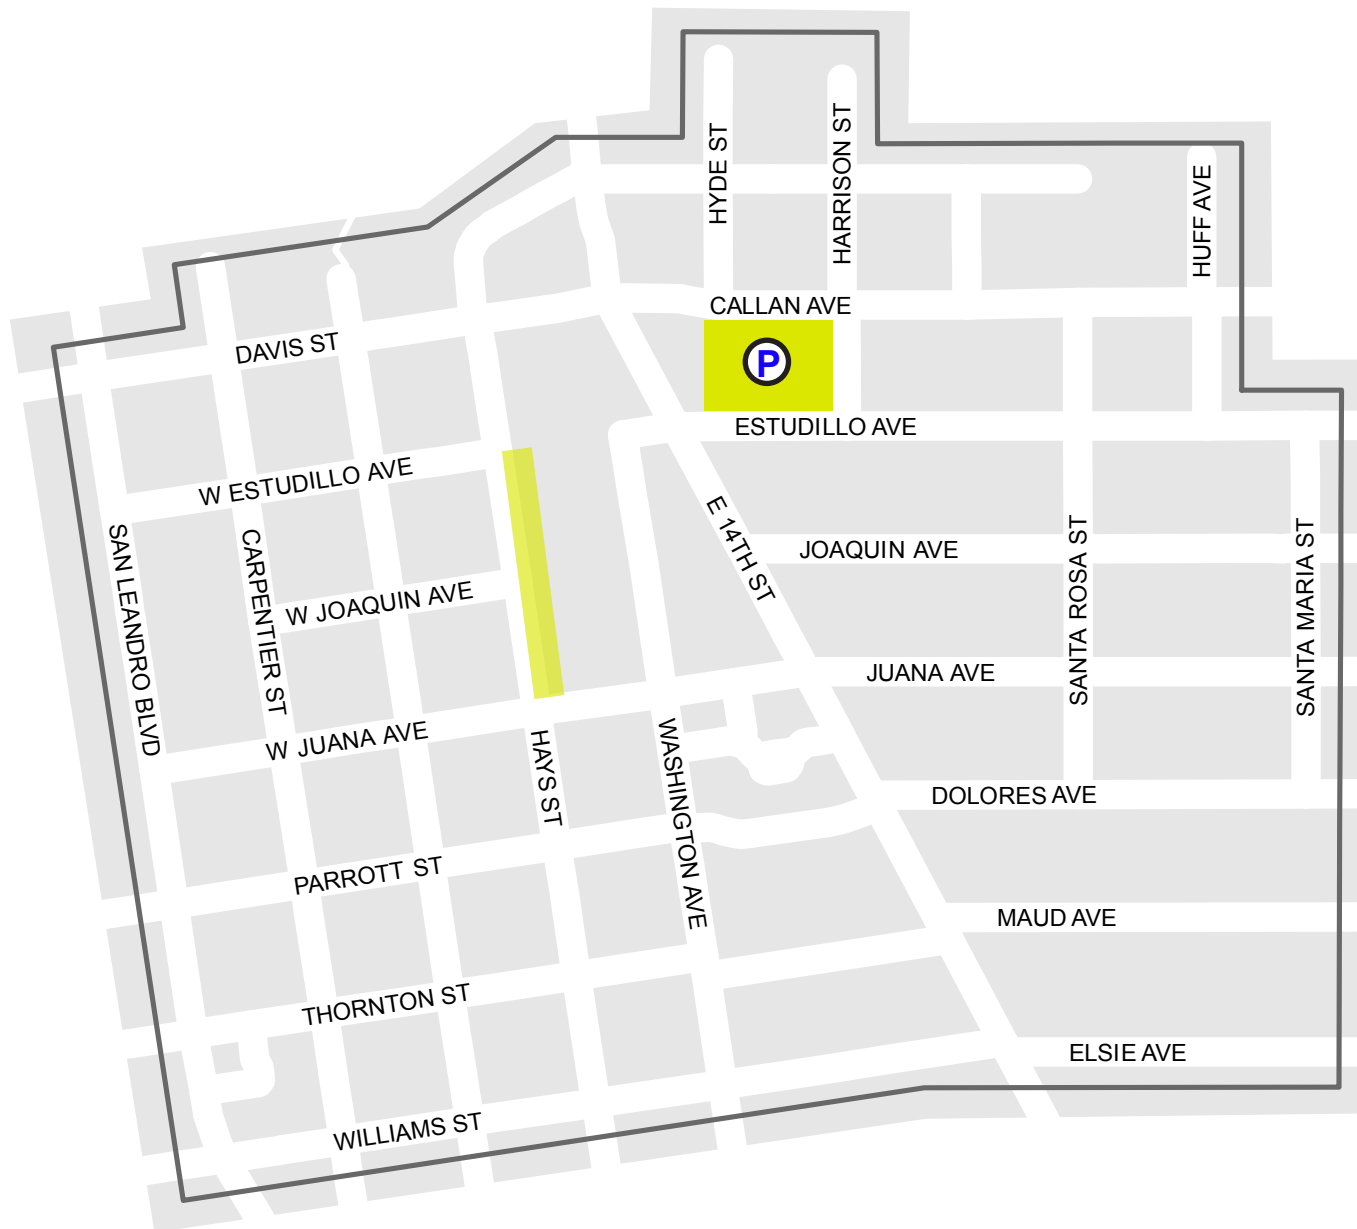 HYDE ST
HARRISON ST
HUFF AVE
CALLAN AVE
DAVIS ST
P
ESTUDILLO AVE
W ESTUDILLO AVE
E 14TH ST
JOAQUIN AVE
SANTA ROSA ST
SANTA MARIA ST
SAN LEANDRO BLVD
CARPENTIER ST
W JOAQUIN AVE
JUANA AVE
W JUANA AVE
HAYS ST
WASHINGTON AVE
DOLORES AVE
PARROTT ST
MAUD AVE
THORNTON ST
ELSIE AVE
WILLIAMS ST